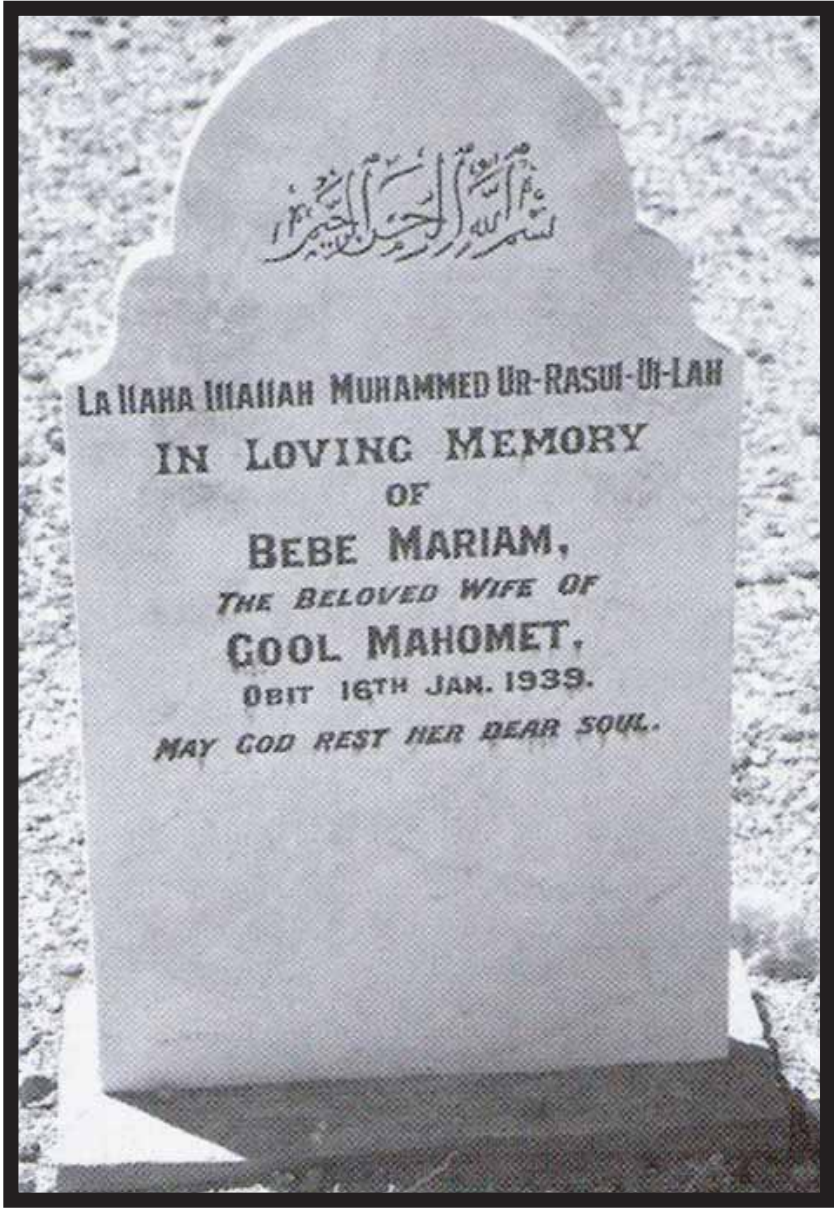 بسم الله الرحمن الرحيم
LA ILAHA ILLALLAH MUHAMMED UR-RASUL-UL-LAH
IN LOVING MEMORY
OF
BEBE MARIAM,
THE BELOVED WIFE OF
GOOL MAHOMET,
OBIT 16TH JAN. 1939.
MAY GOD REST HER DEAR SOUL.